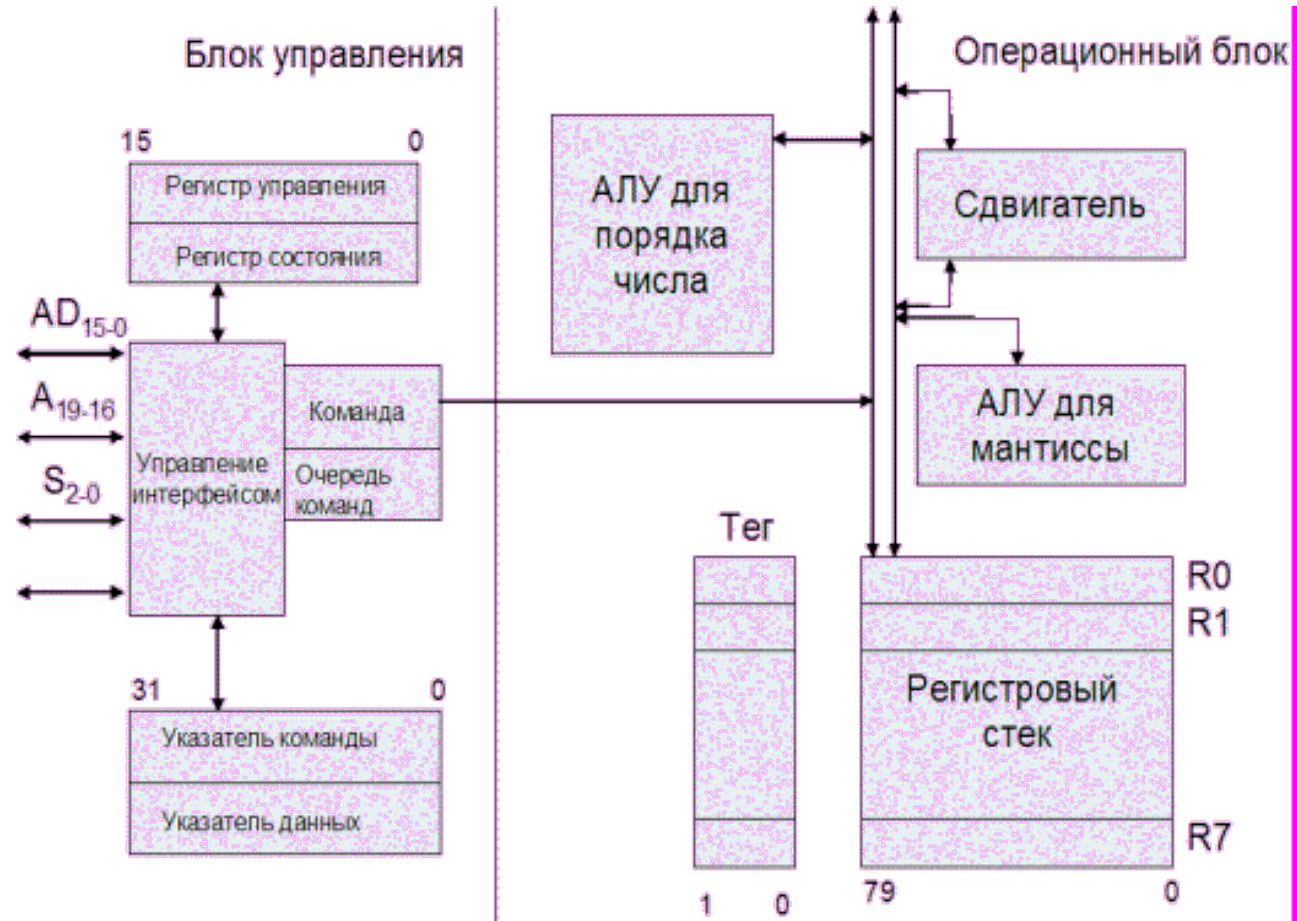 Блок управления
15 0
Регистр управления
Регистр состояния
AD15-0
A19-16
S2-0
Управление
интерфейсом
Команда
Очередь
команд
31 0
Указатель команды
Указатель данных
Операционный блок
АЛУ для
порядка
числа
Сдвигатель
АЛУ для
мантиссы
Тег
1 0
R0
R1
Регистровый
стек
R7
79 0